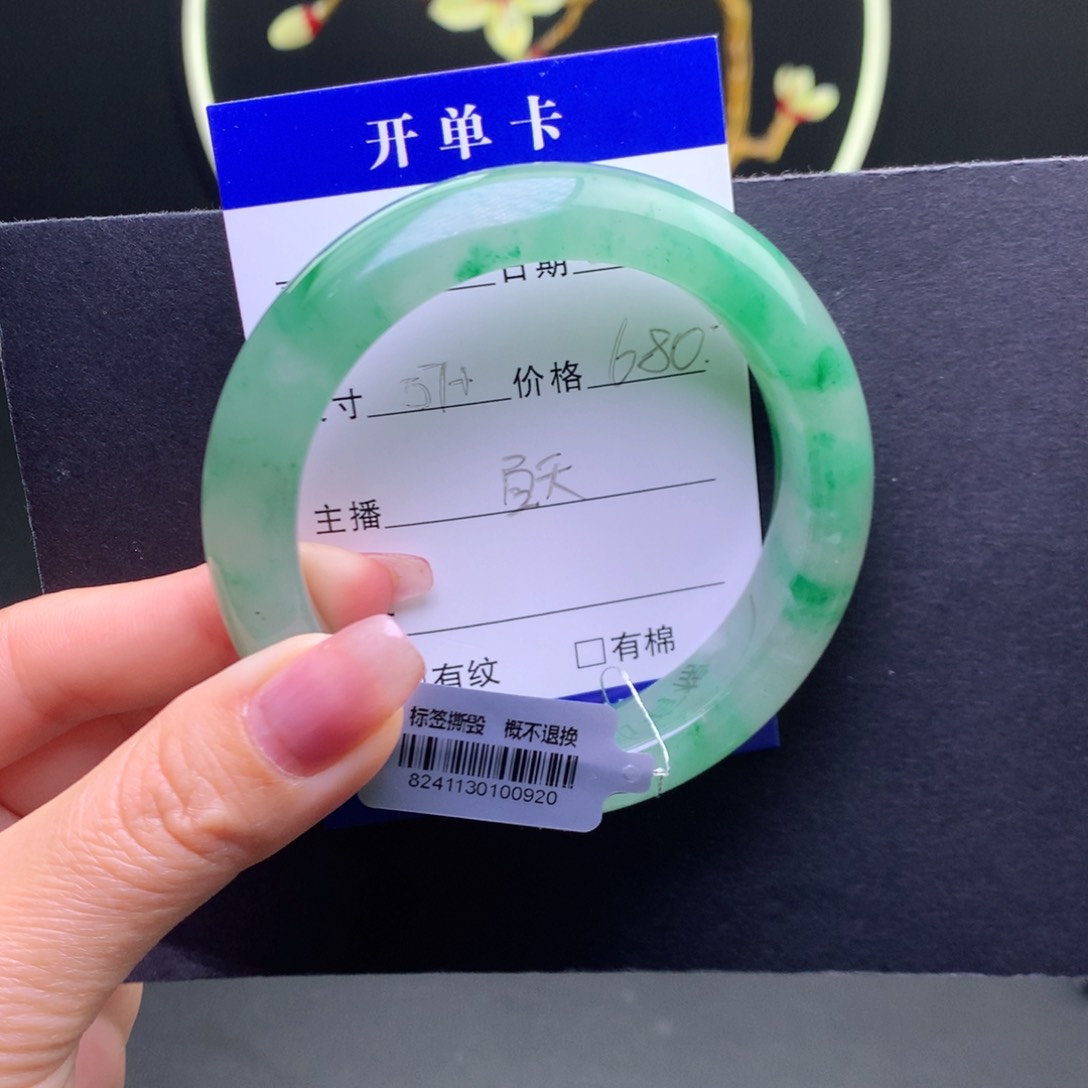 开单卡
日期
寸 57+ 价格 680.
主播
有纹 □有棉
标签撕毁 概不退换
8241130100920